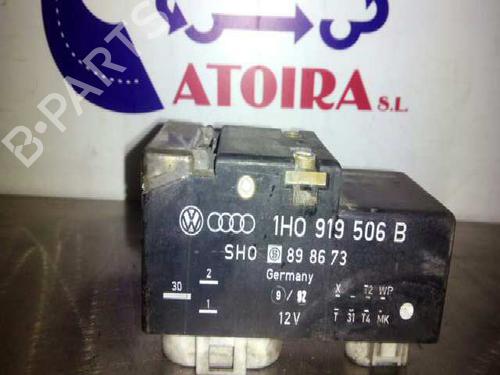 B-PARTS
ATOIRA S.L
1H0 919 506 B
SHO 89 86 73
Germany
9 / 92
12V
30
2
1
X T2 WP
T 31 T4 MK